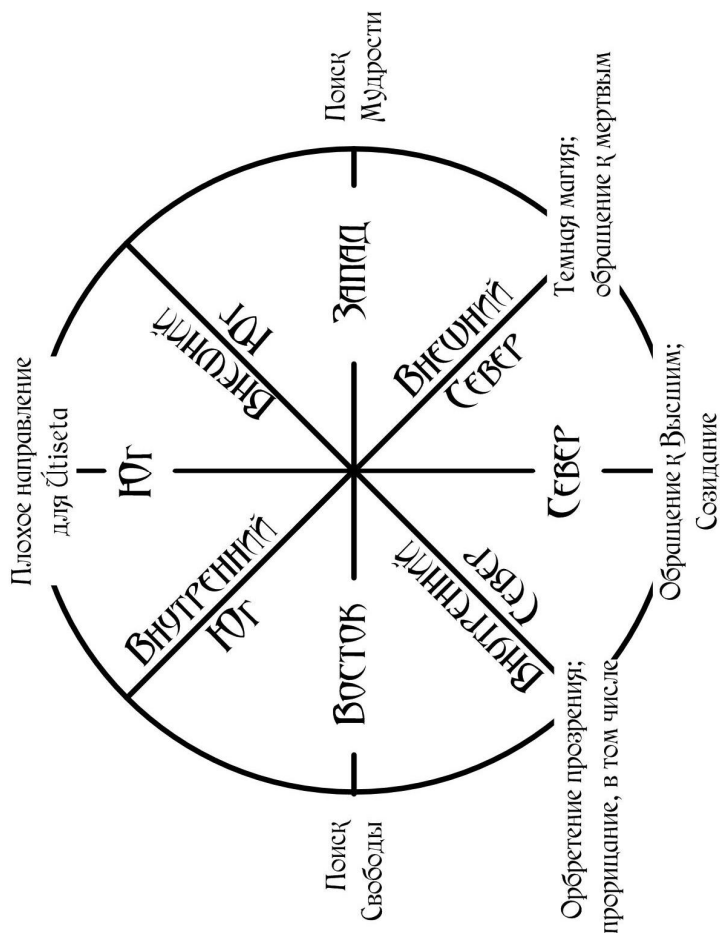 Плохое направление
для Útiseta
Юг
Внутренний
Юг
Внешний
Юг
Поиск
Свободы
Восток
Запад
Поиск
Мудрости
Внутренний
Север
Внешний
Север
Север
Орбретение прозрения;
прорицание, в том числе
Темная магия;
обращение к мертвым
Обращение к Высшим;
Созидание